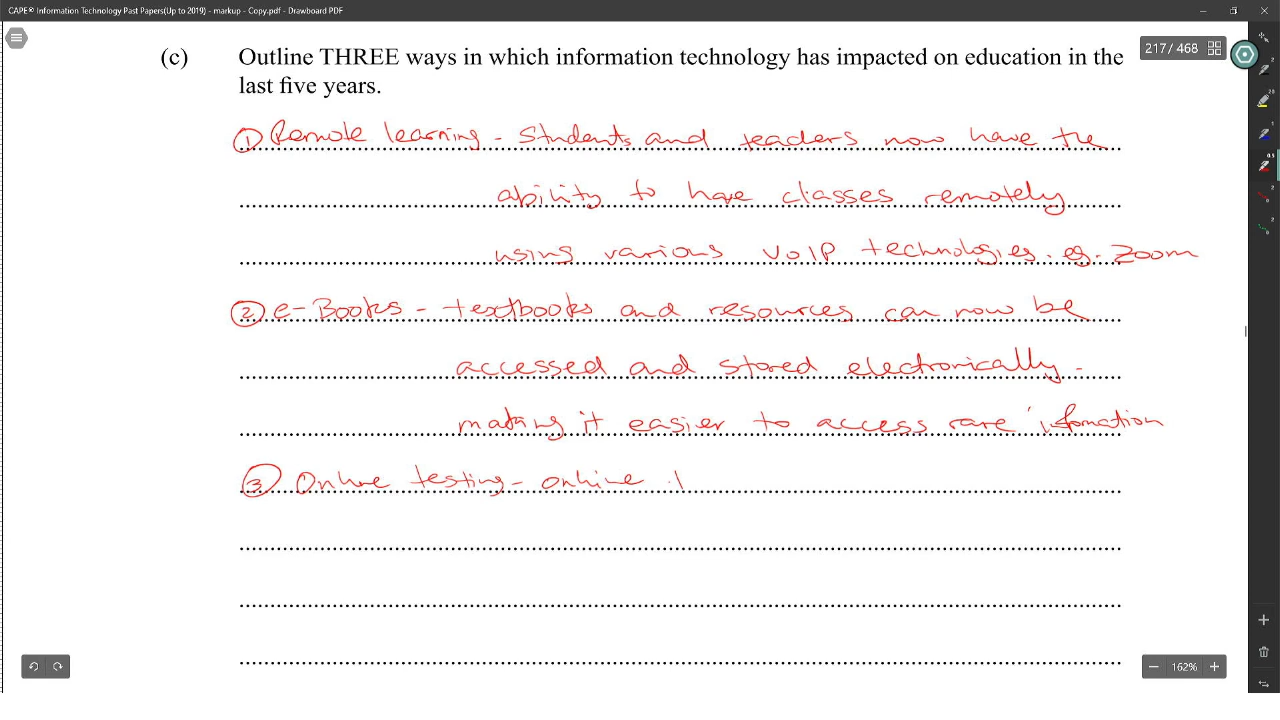 CAPE® Information Technology Past Papers(Up to 2019) - markup - Copy.pdf - Drawboard PDF
217 / 468
(c) Outline THREE ways in which information technology has impacted on education in the
last five years.
① Remote learning - Students and teachers now have the
ability to have classes remotely
using various VoIP technologies. eg. Zoom
② e-Books - textbooks and resources can now be
accessed and stored electronically -
making it easier to access rare information
③ Online testing - online
162%